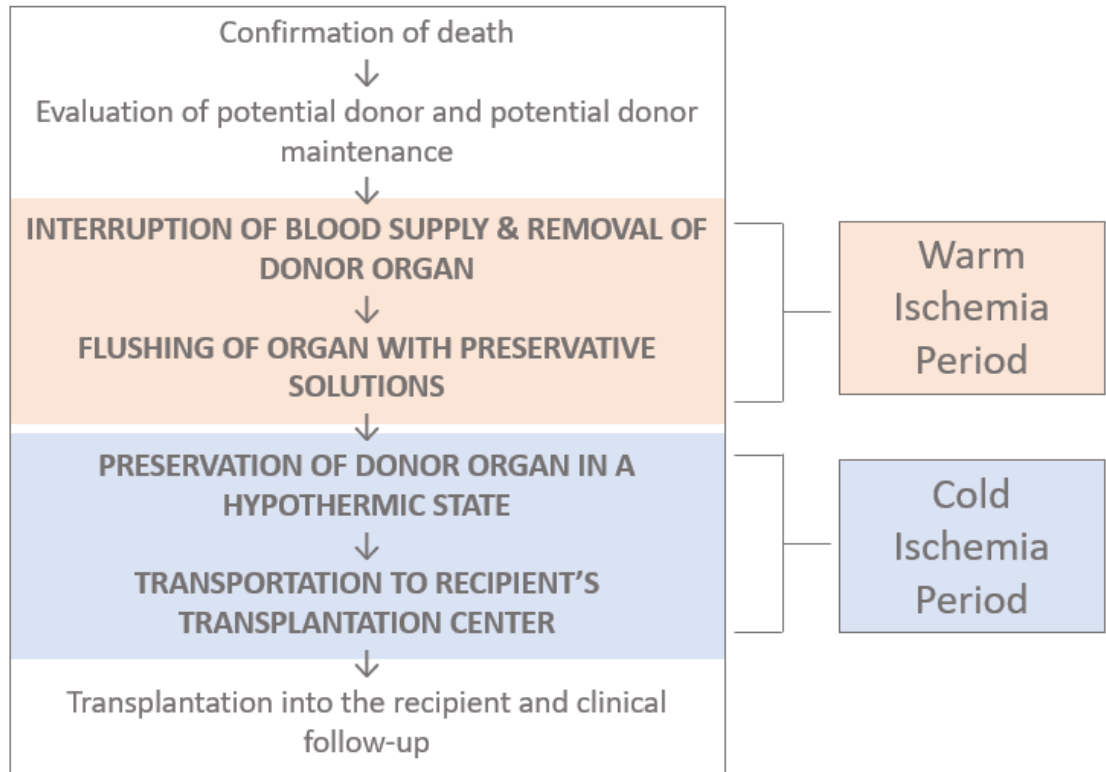 Confirmation of death
Evaluation of potential donor and potential donor
maintenance
INTERRUPTION OF BLOOD SUPPLY & REMOVAL OF
DONOR ORGAN
FLUSHING OF ORGAN WITH PRESERVATIVE
SOLUTIONS
Warm
Ischemia
Period
PRESERVATION OF DONOR ORGAN IN A
HYPOTHERMIC STATE
TRANSPORTATION TO RECIPIENT'S
TRANSPLANTATION CENTER
Cold
Ischemia
Period
Transplantation into the recipient and clinical
follow-up